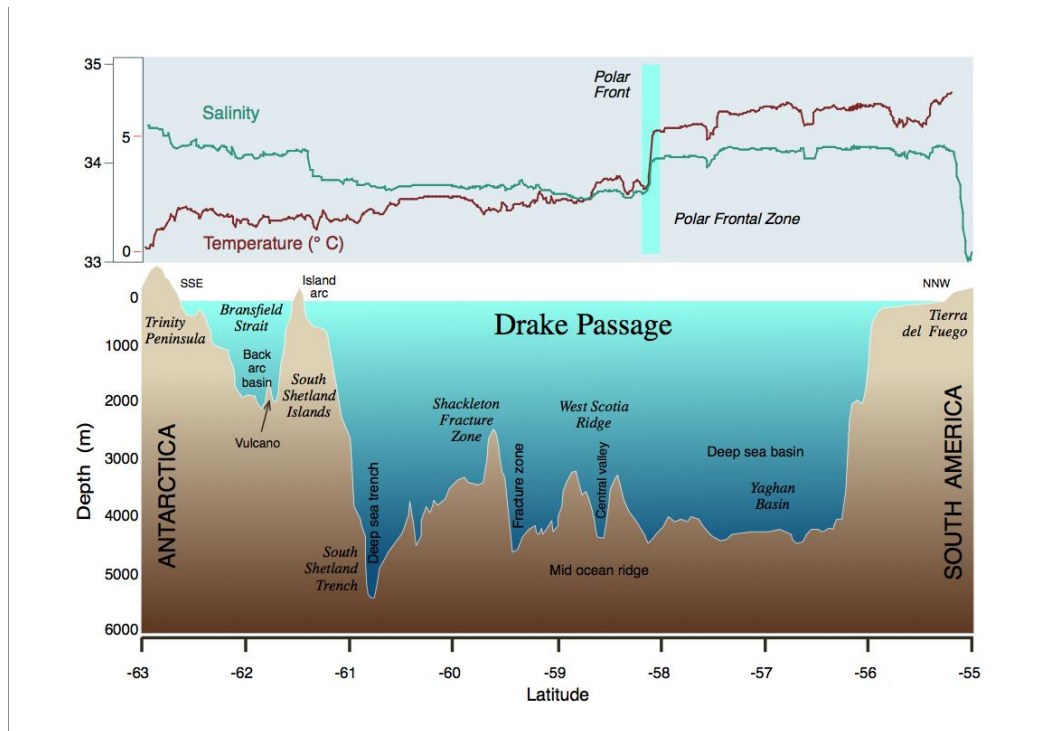 35
Polar
Front
Salinity
5
34
Polar Frontal Zone
Temperature (° C)
0
33
SSE
Island
arc
NNW
0
Bransfield
Strait
Drake Passage
Trinity
Peninsula
Tierra
del Fuego
1000
Back
arc
basin
South
Shetland
Islands
2000
Shackleton
Fracture
Zone
West Scotia
Ridge
Vulcano
Depth (m)
ANTARCTICA
SOUTH AMERICA
3000
Deep sea basin
Deep sea trench
Fracture zone
Central valley
Yaghan
Basin
4000
South
Shetland
Trench
Mid ocean ridge
5000
6000
-63 -62 -61 -60 -59 -58 -57 -56 -55
Latitude